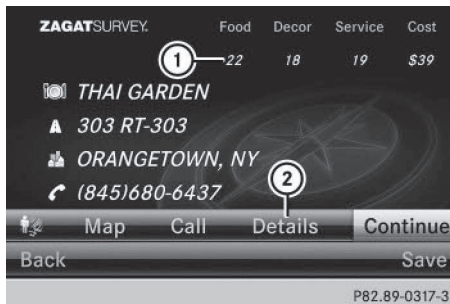 ZAGATSURVEY. Food Decor Service Cost
1 22 18 19 $39
THAI GARDEN
A 303 RT-303
ORANGETOWN, NY
(845)680-6437
2
Map Call Details Continue
Back Save
P82.89-0317-3